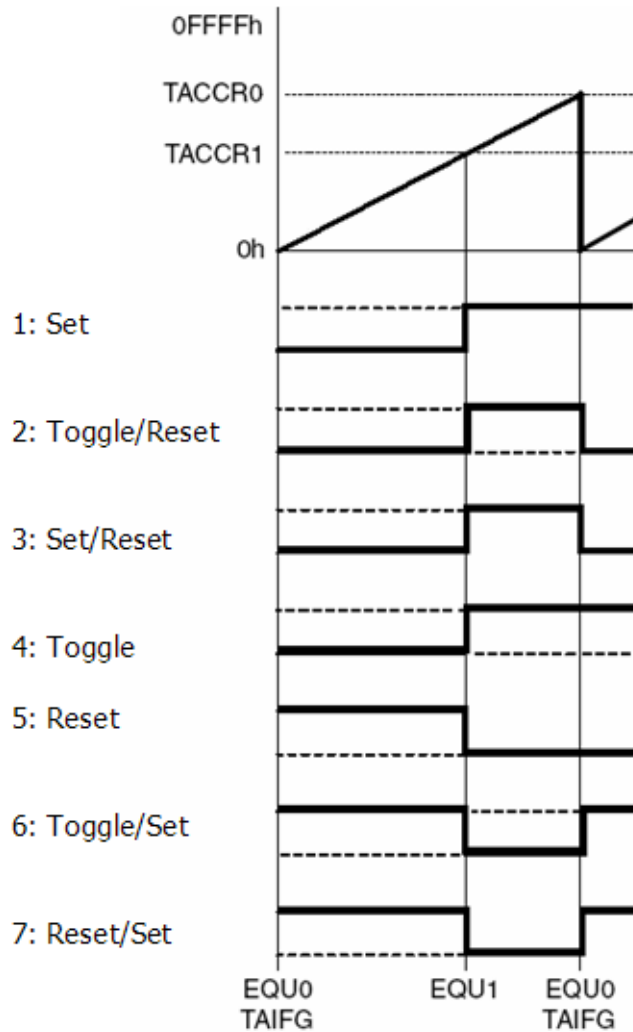 0FFFFh
TACCR0
TACCR1
0h
1: Set
2: Toggle/Reset
3: Set/Reset
4: Toggle
5: Reset
6: Toggle/Set
7: Reset/Set
EQU0 EQU1 EQU0
TAIFG TAIFG